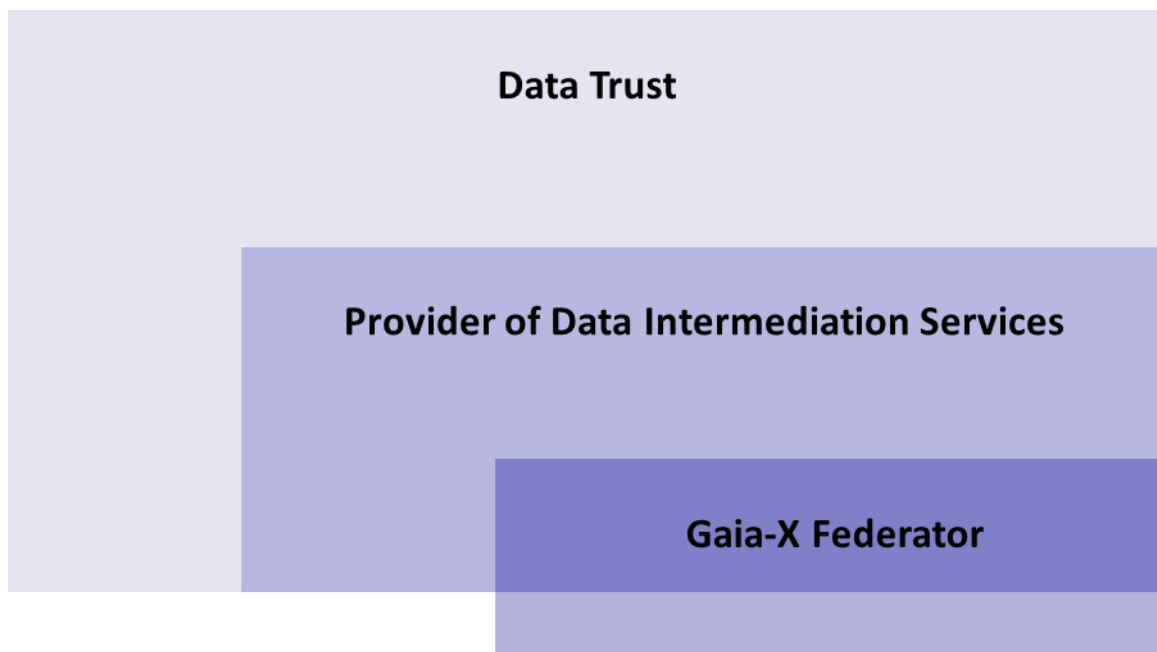 Data Trust
Provider of Data Intermediation Services
Gaia-X Federator